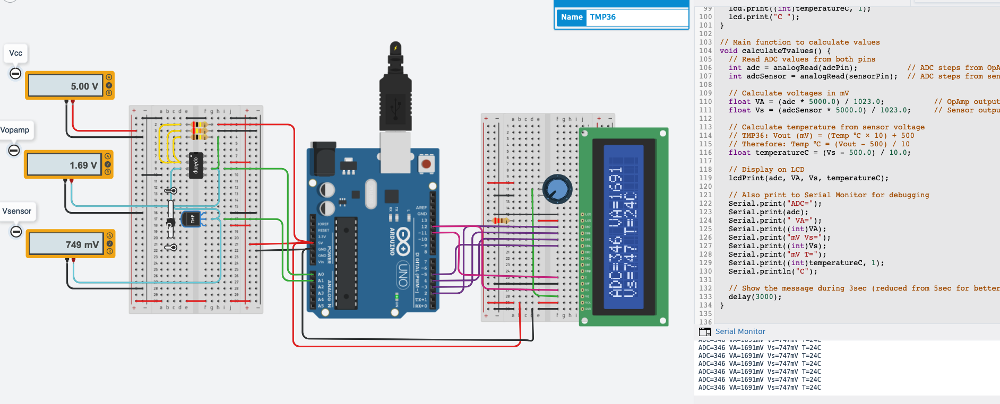 Name TMP36
Vcc
5.00 V
A
V
R
Vopamp
1.69 V
A
V
R
Vsensor
749 mV
A
V
R
a b c d e f g h i j
opAmp
TMP
a b c d e f g h i j
IOREF
RESET
3.3V
5V
GND
GND
Vin
POWER
A0
A1
A2
A3
A4
A5
ANALOG IN
RX
TX
L
ARDUINO
UNO
ON
AREF
GND
13
12
~11
~10
~9
8
7
~6
~5
4
~3
2
TX→1
RX←0
DIGITAL (PWM~)
a b c d e f g h
a b c d e f g h i
LED
LED
DB7
DB6
DB5
DB4
DB3
DB2
DB1
DB0
E
RW
RS
VO
VCC
GND
ADC=346 VA=1691
Vs=747 T=24C
99 lcd.print((int)temperatureC, 1);
100 lcd.print("C ");
101 }
102
103 // Main function to calculate values
104 void calculateTvalues() {
105 // Read ADC values from both pins
106 int adc = analogRead(adcPin); // ADC steps from OpA
107 int adcSensor = analogRead(sensorPin); // ADC steps from sen
108
109 // Calculate voltages in mV
110 float VA = (adc * 5000.0) / 1023.0; // OpAmp output
111 float Vs = (adcSensor * 5000.0) / 1023.0; // Sensor outpu
112
113 // Calculate temperature from sensor voltage
114 // TMP36: Vout (mV) = (Temp °C × 10) + 500
115 // Therefore: Temp °C = (Vout - 500) / 10
116 float temperatureC = (Vs - 500.0) / 10.0;
117
118 // Display on LCD
119 lcdPrint(adc, VA, Vs, temperatureC);
120
121 // Also print to Serial Monitor for debugging
122 Serial.print("ADC=");
123 Serial.print(adc);
124 Serial.print(" VA=");
125 Serial.print((int)VA);
126 Serial.print("mV Vs=");
127 Serial.print((int)Vs);
128 Serial.print("mV T=");
129 Serial.print((int)temperatureC, 1);
130 Serial.println("C");
131
132 // Show the message during 3sec (reduced from 5sec for better
133 delay(3000);
134 }
135
136
Serial Monitor
ADC=346 VA=1691mV Vs=747mV T=24C
ADC=346 VA=1691mV Vs=747mV T=24C
ADC=346 VA=1691mV Vs=747mV T=24C
ADC=346 VA=1691mV Vs=747mV T=24C
ADC=346 VA=1691mV Vs=747mV T=24C
ADC=346 VA=1691mV Vs=747mV T=24C
ADC=346 VA=1691mV Vs=747mV T=24C